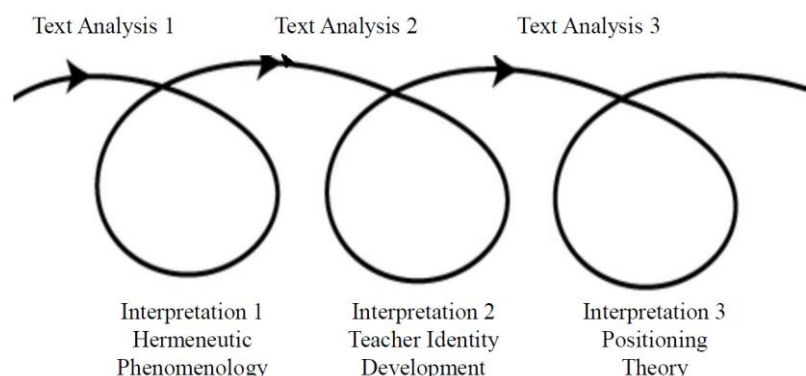 Text Analysis 1
Text Analysis 2
Text Analysis 3
Interpretation 1
Hermeneutic
Phenomenology
Interpretation 2
Teacher Identity
Development
Interpretation 3
Positioning
Theory